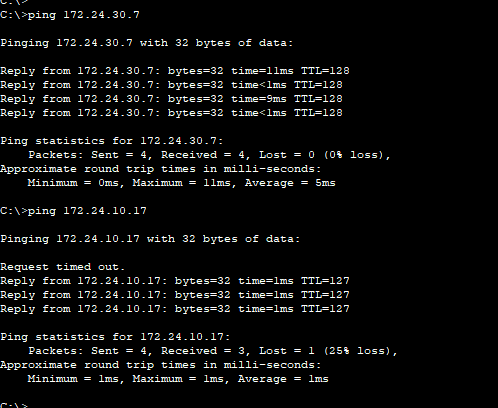 C:\>
C:\>ping 172.24.30.7
Pinging 172.24.30.7 with 32 bytes of data:
Reply from 172.24.30.7: bytes=32 time=11ms TTL=128
Reply from 172.24.30.7: bytes=32 time<1ms TTL=128
Reply from 172.24.30.7: bytes=32 time=9ms TTL=128
Reply from 172.24.30.7: bytes=32 time<1ms TTL=128
Ping statistics for 172.24.30.7:
Packets: Sent = 4, Received = 4, Lost = 0 (0% loss),
Approximate round trip times in milli-seconds:
Minimum = 0ms, Maximum = 11ms, Average = 5ms
C:\>ping 172.24.10.17
Pinging 172.24.10.17 with 32 bytes of data:
Request timed out.
Reply from 172.24.10.17: bytes=32 time=1ms TTL=127
Reply from 172.24.10.17: bytes=32 time=1ms TTL=127
Reply from 172.24.10.17: bytes=32 time=1ms TTL=127
Ping statistics for 172.24.10.17:
Packets: Sent = 4, Received = 3, Lost = 1 (25% loss),
Approximate round trip times in milli-seconds:
Minimum = 1ms, Maximum = 1ms, Average = 1ms
C:\>